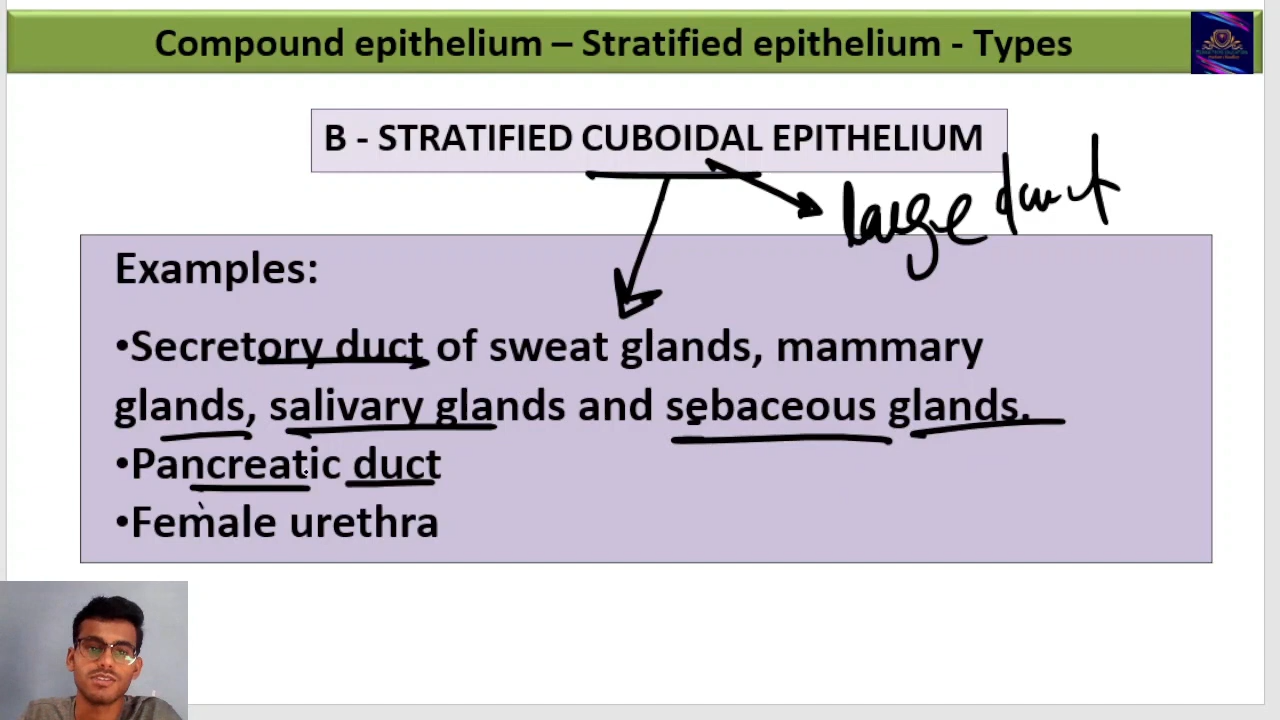 Compound epithelium – Stratified epithelium - Types
B - STRATIFIED CUBOIDAL EPITHELIUM
large duct
Examples:
•Secretory duct of sweat glands, mammary
glands, salivary glands and sebaceous glands.
•Pancreatic duct
•Female urethra